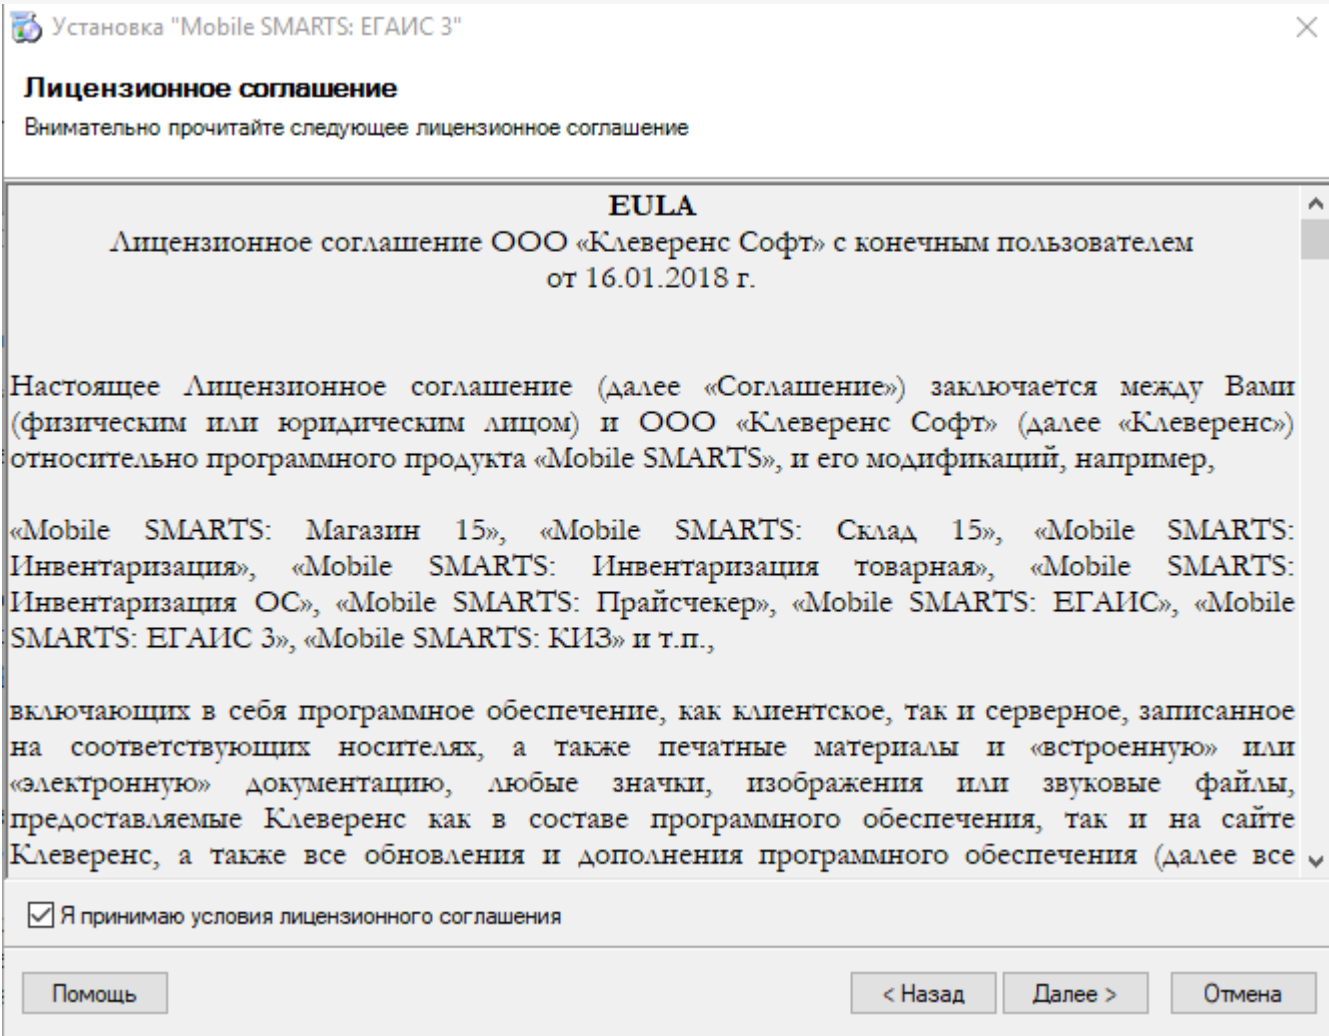 Установка "Mobile SMARTS: ЕГАИС 3"
Лицензионное соглашение
Внимательно прочитайте следующее лицензионное соглашение
EULA
Лицензионное соглашение ООО «Клеверенс Софт» с конечным пользователем
от 16.01.2018 г.
Настоящее Лицензионное соглашение (далее «Соглашение») заключается между Вами
(физическим или юридическим лицом) и ООО «Клеверенс Софт» (далее «Клеверенс»)
относительно программного продукта «Mobile SMARTS», и его модификаций, например,
«Mobile SMARTS: Магазин 15», «Mobile SMARTS: Склад 15», «Mobile SMARTS:
Инвентаризация», «Mobile SMARTS: Инвентаризация товарная», «Mobile SMARTS:
Инвентаризация ОС», «Mobile SMARTS: Прайсчекер», «Mobile SMARTS: ЕГАИС», «Mobile
SMARTS: ЕГАИС 3», «Mobile SMARTS: КИЗ» и т.п.,
включающих в себя программное обеспечение, как клиентское, так и серверное, записанное
на соответствующих носителях, а также печатные материалы и «встроенную» или
«электронную» документацию, любые значки, изображения или звуковые файлы,
предоставляемые Клеверенс как в составе программного обеспечения, так и на сайте
Клеверенс, а также все обновления и дополнения программного обеспечения (далее все
Я принимаю условия лицензионного соглашения
Помощь
< Назад
Далее >
Отмена